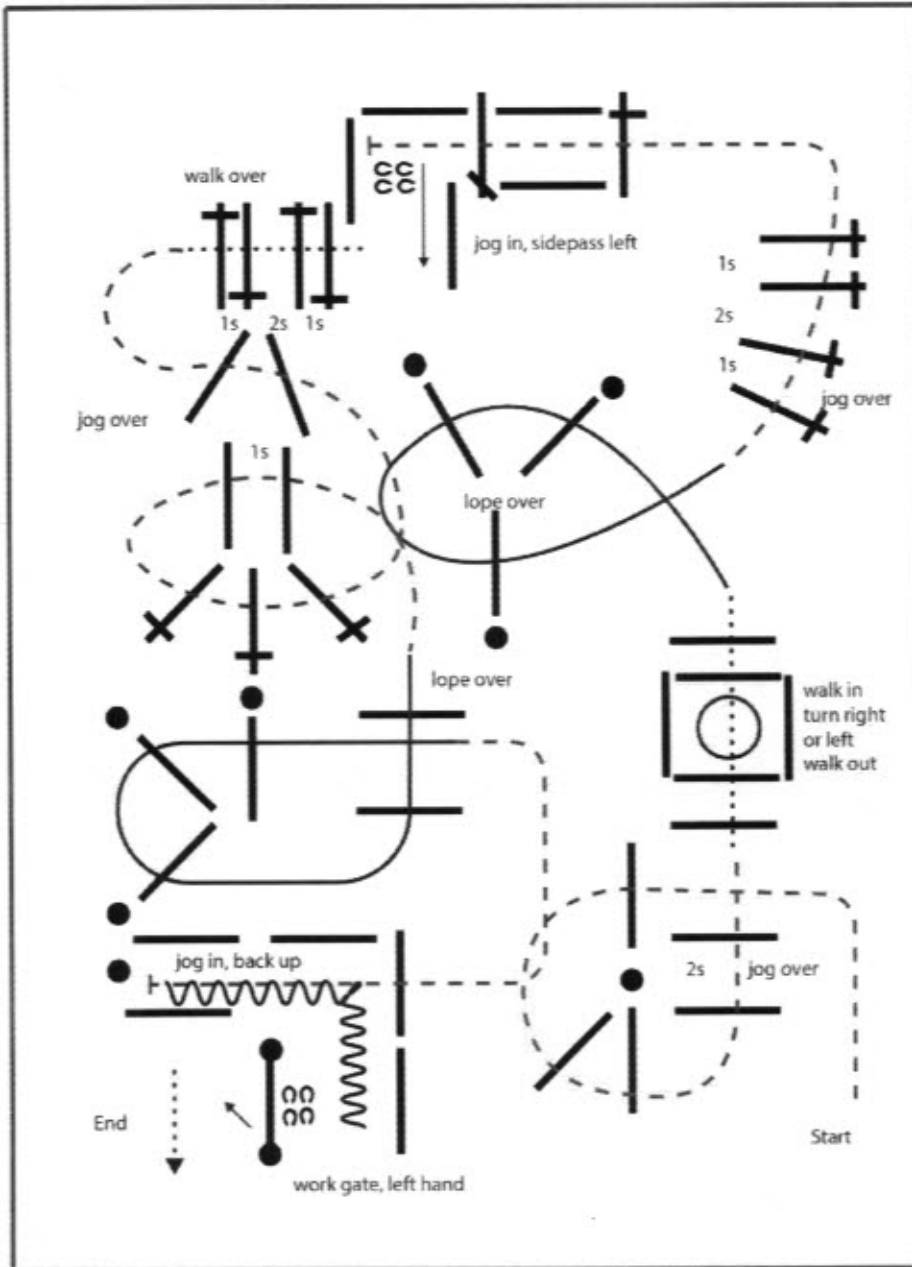 walk over
jog in, sidepass left
1s
2s
1s
jog over
1s
2s
1s
jog over
1s
lope over
lope over
walk in
turn right
or left
walk out
jog in, back up
2s
jog over
End
Start
work gate, left hand